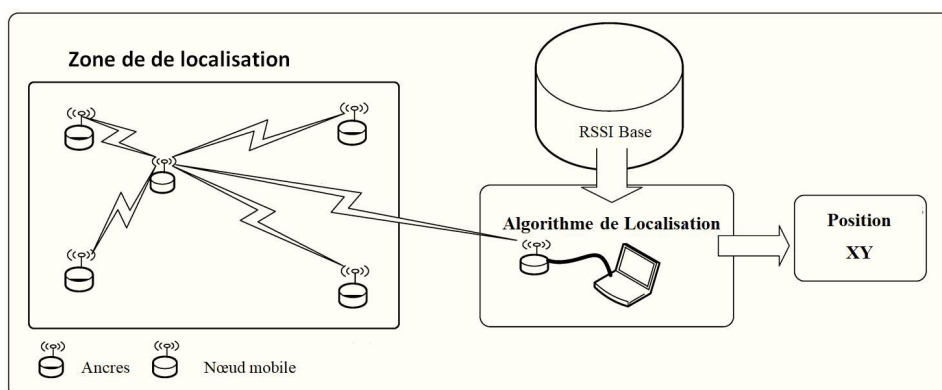 Zone de de localisation
RSSI Base
Algorithme de Localisation
Position
XY
Ancres
Nœud mobile